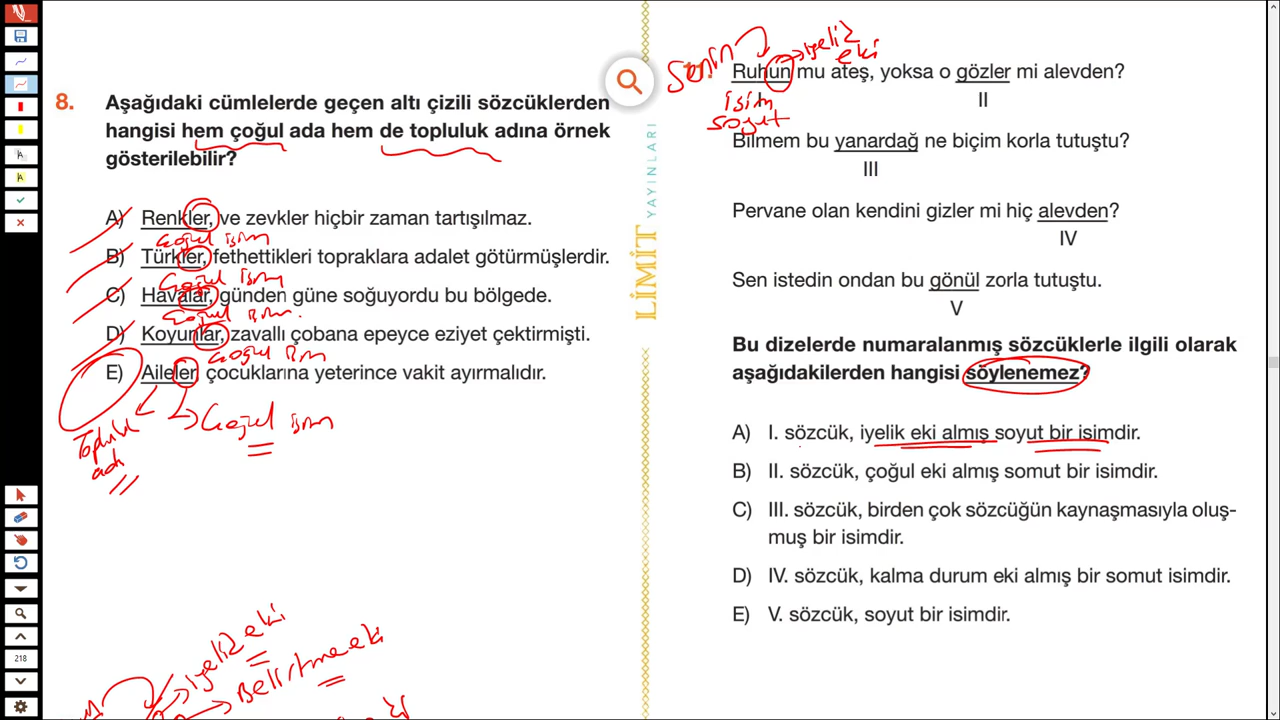 8. Aşağıdaki cümlelerde geçen altı çizili sözcüklerden
hangisi hem çoğul ada hem de topluluk adına örnek
gösterilebilir?
A) Renkler, ve zevkler hiçbir zaman tartışılmaz.
çoğul isim
B) Türkler, fethettikleri topraklara adalet götürmüşlerdir.
çoğul isim
C) Havalar, günden güne soğuyordu bu bölgede.
çoğul isim.
D) Koyunlar, zavallı çobana epeyce eziyet çektirmişti.
çoğul isim
E) Aileler çocuklarına yeterince vakit ayırmalıdır.
çoğul isim
Topluluk
adı
iyelik eki
Belirtme eki
218
LİMİT YAYINLARI
Senin
iyelik
eki
Ruhun mu ateş, yoksa o gözler mi alevden?
I II
isim
soyut
Bilmem bu yanardağ ne biçim korla tutuştu?
III
Pervane olan kendini gizler mi hiç alevden?
IV
Sen istedin ondan bu gönül zorla tutuştu.
V
Bu dizelerde numaralanmış sözcüklerle ilgili olarak
aşağıdakilerden hangisi söylenemez?
A) I. sözcük, iyelik eki almış soyut bir isimdir.
B) II. sözcük, çoğul eki almış somut bir isimdir.
C) III. sözcük, birden çok sözcüğün kaynaşmasıyla oluş-
muş bir isimdir.
D) IV. sözcük, kalma durum eki almış bir somut isimdir.
E) V. sözcük, soyut bir isimdir.